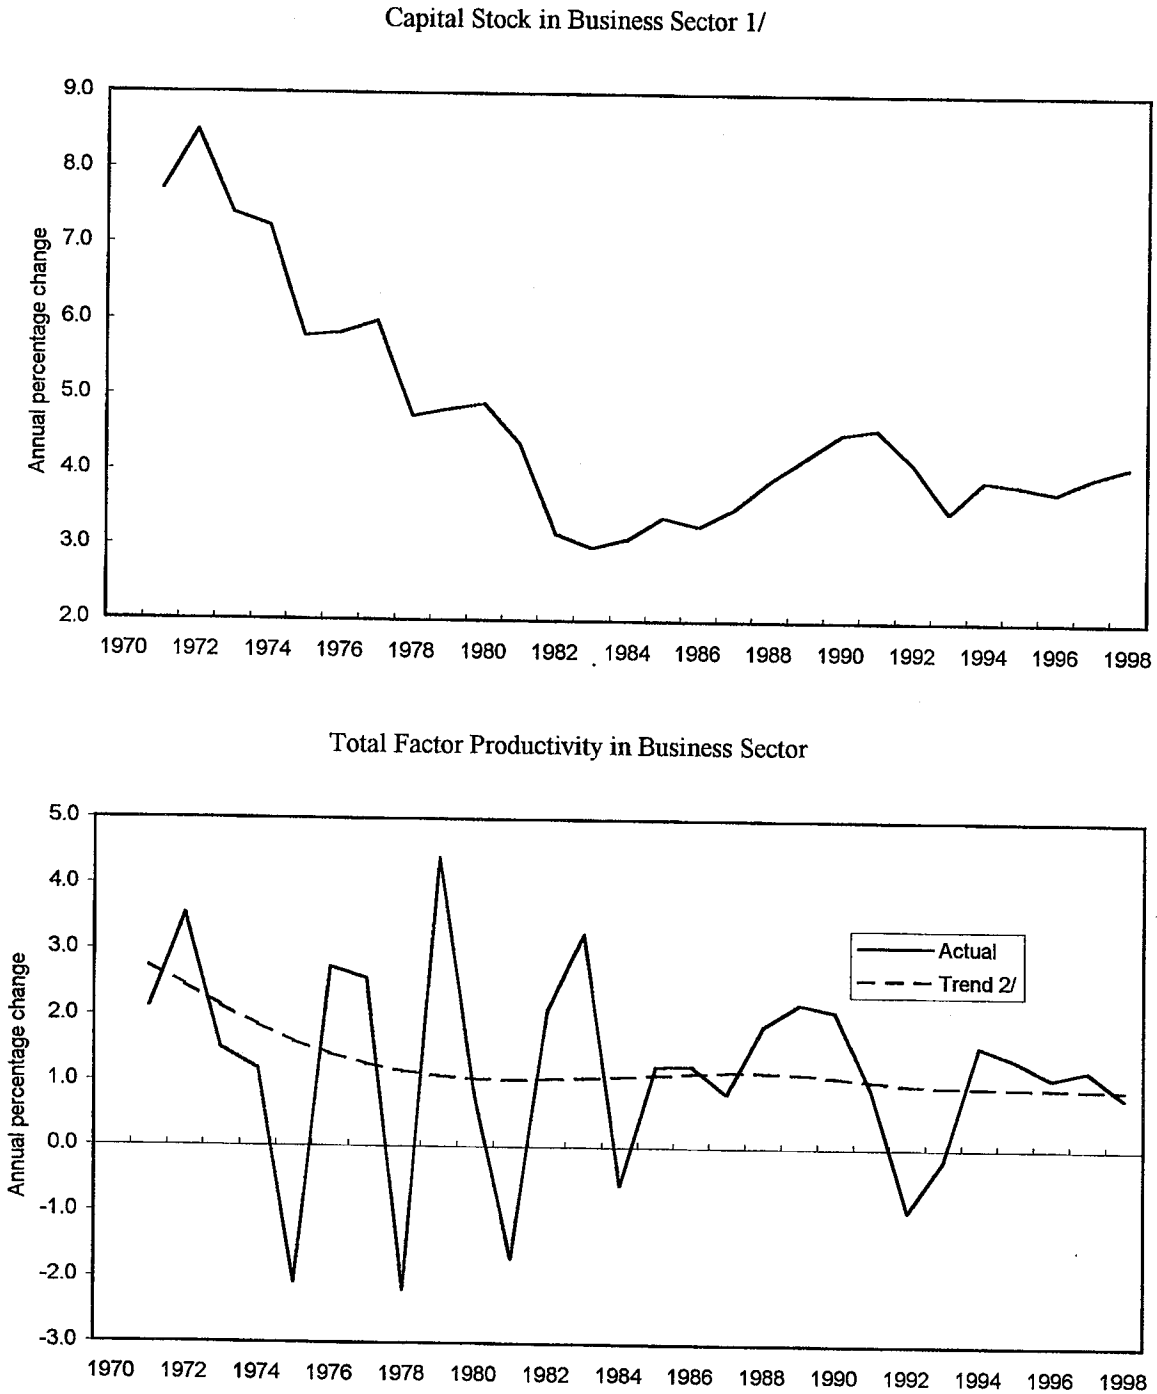 Capital Stock in Business Sector 1/
9.0
8.0
7.0
6.0
5.0
4.0
3.0
2.0
Annual percentage change
1970 1972 1974 1976 1978 1980 1982 1984 1986 1988 1990 1992 1994 1996 1998
Total Factor Productivity in Business Sector
5.0
4.0
3.0
2.0
1.0
0.0
-1.0
-2.0
-3.0
Annual percentage change
Actual
Trend 2/
1970 1972 1974 1976 1978 1980 1982 1984 1986 1988 1990 1992 1994 1996 1998